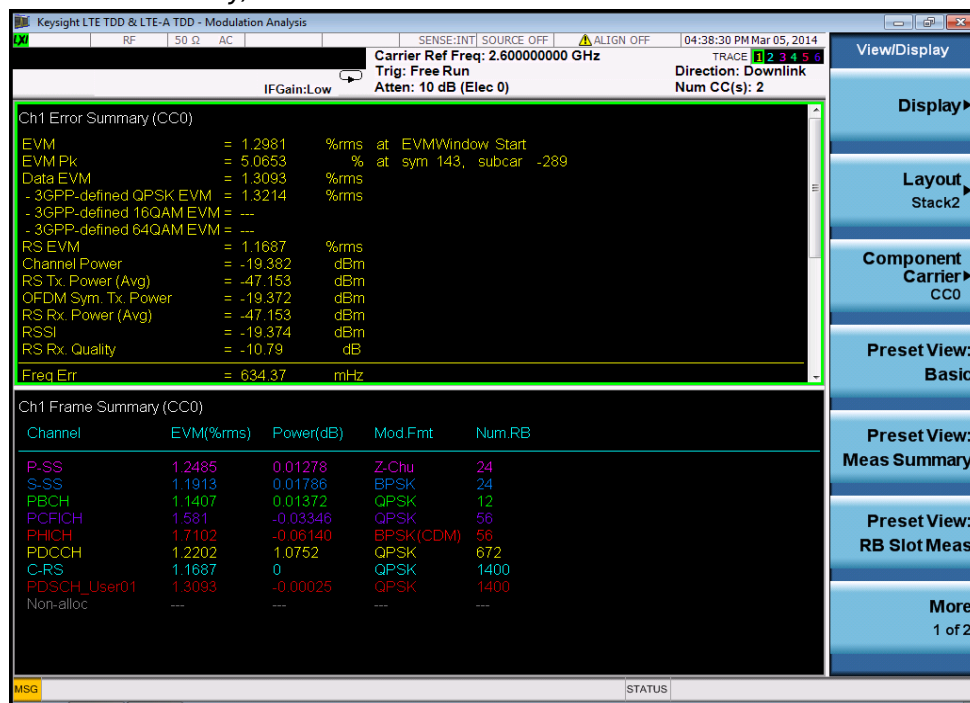 Keysight LTE TDD & LTE-A TDD - Modulation Analysis
LXI RF 50 Ω AC SENSE:INT SOURCE OFF ALIGN OFF 04:38:30 PM Mar 05, 2014
Carrier Ref Freq: 2.600000000 GHz TRACE 1 2 3 4 5 6
Trig: Free Run Direction: Downlink
IFGain:Low Atten: 10 dB (Elec 0) Num CC(s): 2
Ch1 Error Summary (CC0)
EVM = 1.2981 %rms at EVMWindow Start
EVM Pk = 5.0653 % at sym 143, subcar -289
Data EVM = 1.3093 %rms
- 3GPP-defined QPSK EVM = 1.3214 %rms
- 3GPP-defined 16QAM EVM = ---
- 3GPP-defined 64QAM EVM = ---
RS EVM = 1.1687 %rms
Channel Power = -19.382 dBm
RS Tx. Power (Avg) = -47.153 dBm
OFDM Sym. Tx. Power = -19.372 dBm
RS Rx. Power (Avg) = -47.153 dBm
RSSI = -19.374 dBm
RS Rx. Quality = -10.79 dB
Freq Err = 634.37 mHz
Ch1 Frame Summary (CC0)
Channel EVM(%rms) Power(dB) Mod.Fmt Num.RB
P-SS 1.2485 0.01278 Z-Chu 24
S-SS 1.1913 0.01786 BPSK 24
PBCH 1.1407 0.01372 QPSK 12
PCFICH 1.581 -0.03346 QPSK 56
PHICH 1.7102 -0.06140 BPSK(CDM) 56
PDCCH 1.2202 1.0752 QPSK 672
C-RS 1.1687 0 QPSK 1400
PDSCH_User01 1.3093 -0.00025 QPSK 1400
Non-alloc --- --- --- ---
MSG STATUS
View/Display
Display
Layout
Stack2
Component
Carrier
CC0
Preset View:
Basic
Preset View:
Meas Summary
Preset View:
RB Slot Meas
More
1 of 2